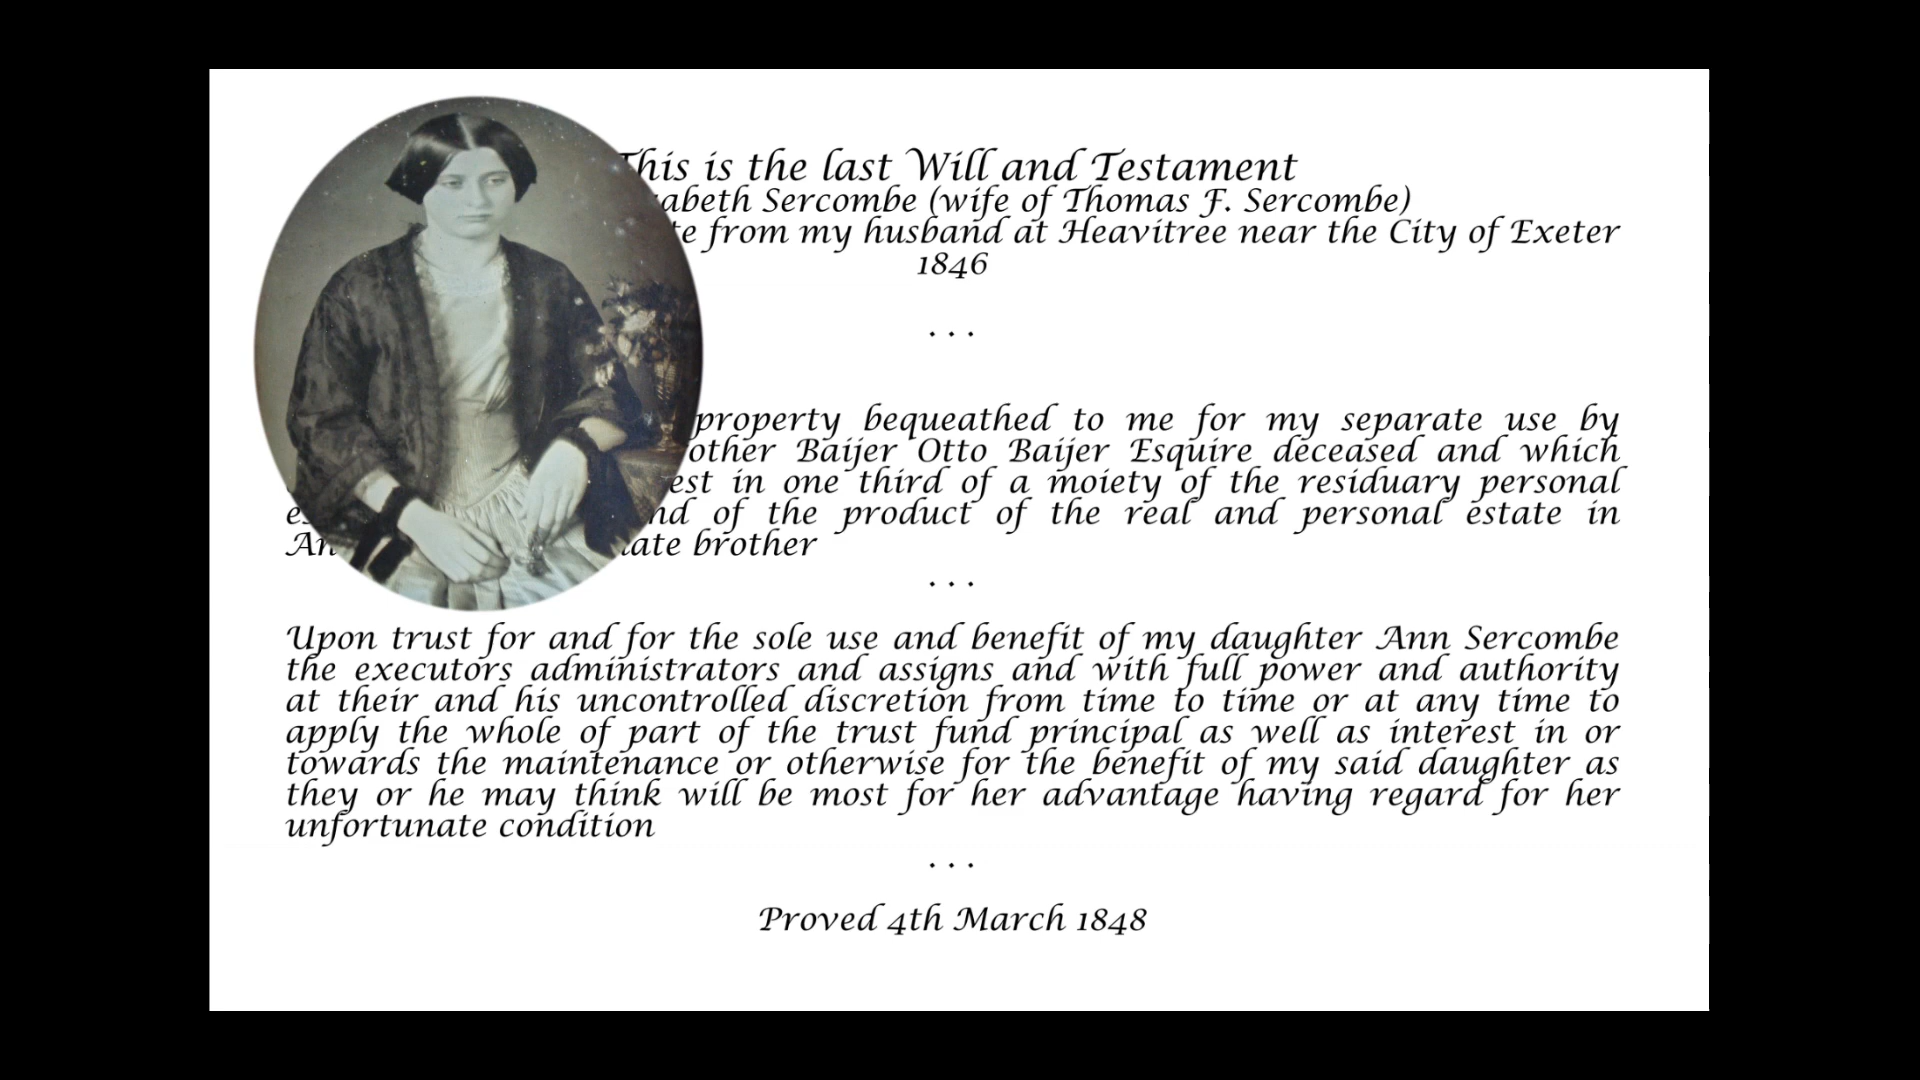 This is the last Will and Testament
Sercombe (wife of Thomas F. Sercombe)
from my husband at Heavitree near the City of Exeter
1846
. . .
property bequeathed to me for my separate use by
Baijer Otto Baijer Esquire deceased and which
in one third of a moiety of the residuary personal
of the product of the real and personal estate in
late brother
. . .
Upon trust for and for the sole use and benefit of my daughter Ann Sercombe
the executors administrators and assigns and with full power and authority
at their and his uncontrolled discretion from time to time or at any time to
apply the whole of part of the trust fund principal as well as interest in or
towards the maintenance or otherwise for the benefit of my said daughter as
they or he may think will be most for her advantage having regard for her
unfortunate condition
. . .
Proved 4th March 1848